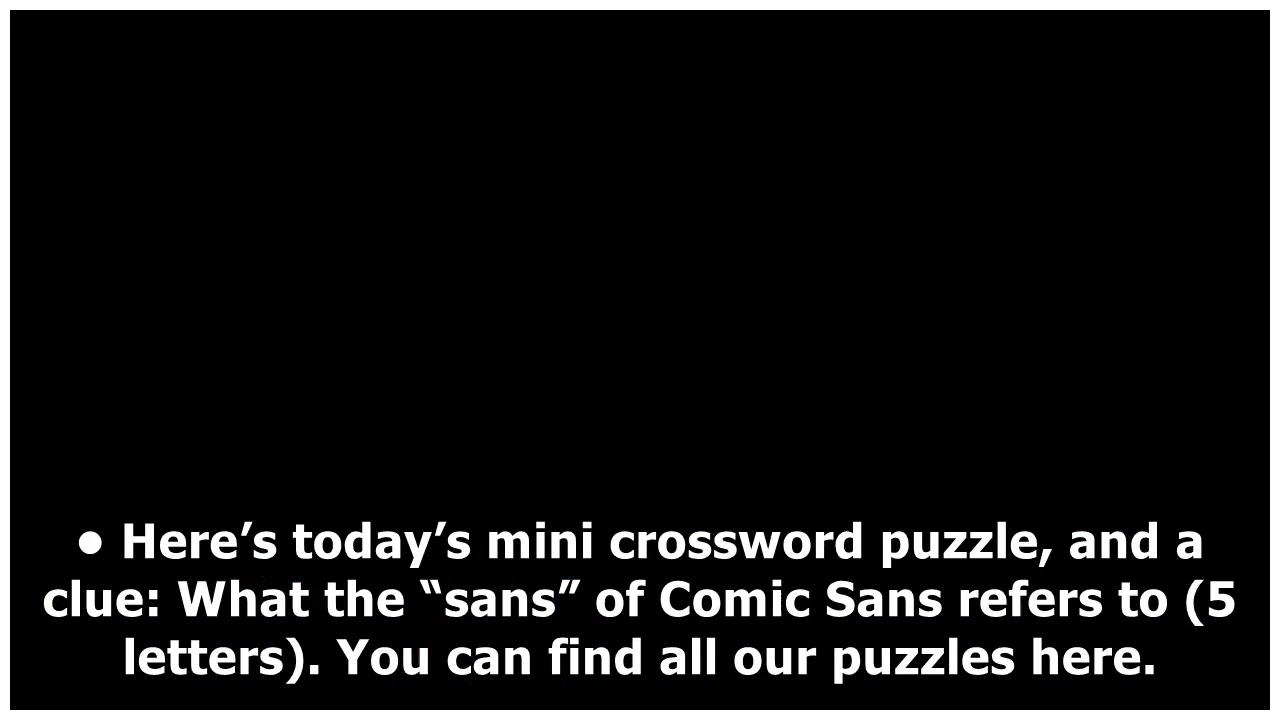 • Here’s today’s mini crossword puzzle, and a
clue: What the “sans” of Comic Sans refers to (5
letters). You can find all our puzzles here.